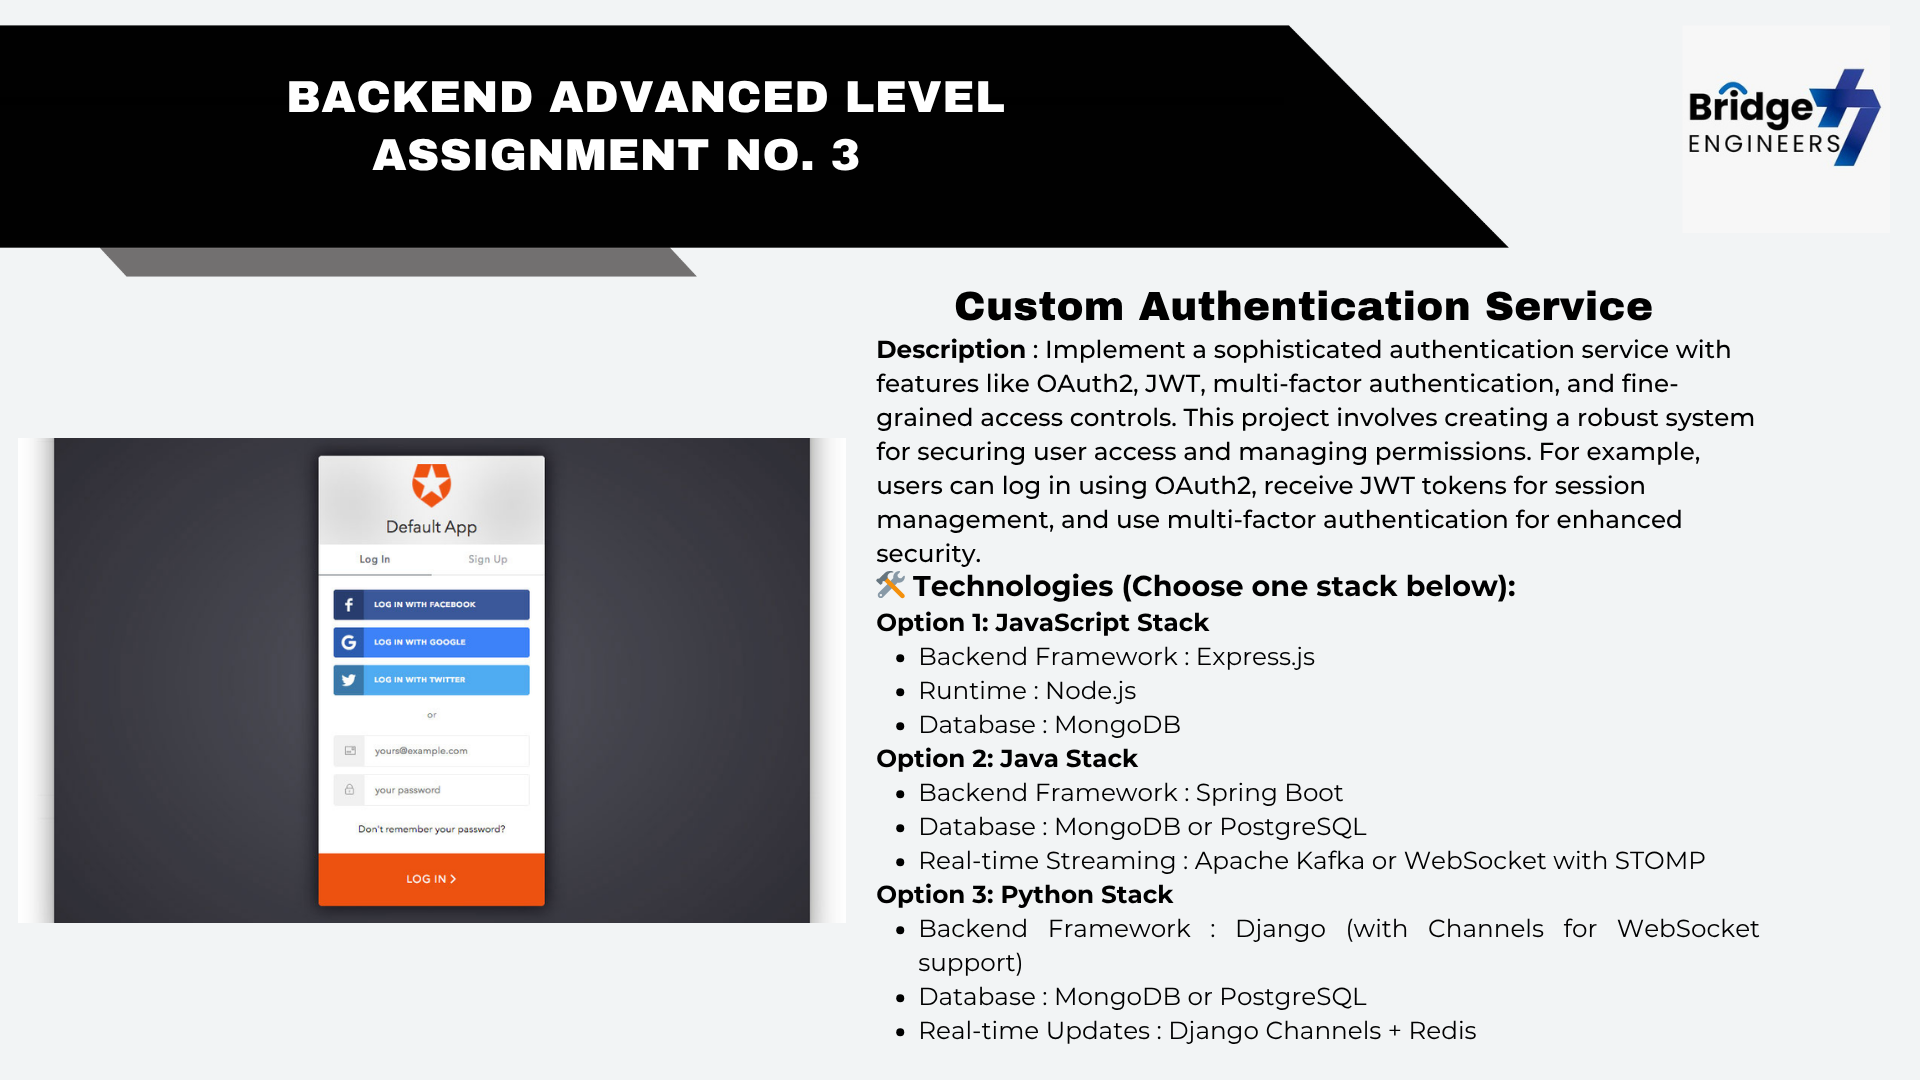 BACKEND ADVANCED LEVEL
ASSIGNMENT NO. 3
Bridge
ENGINEERS
Custom Authentication Service
Description : Implement a sophisticated authentication service with
features like OAuth2, JWT, multi-factor authentication, and fine-
grained access controls. This project involves creating a robust system
for securing user access and managing permissions. For example,
users can log in using OAuth2, receive JWT tokens for session
management, and use multi-factor authentication for enhanced
security.
🛠 Technologies (Choose one stack below):
Option 1: JavaScript Stack
• Backend Framework : Express.js
• Runtime : Node.js
• Database : MongoDB
Option 2: Java Stack
• Backend Framework : Spring Boot
• Database : MongoDB or PostgreSQL
• Real-time Streaming : Apache Kafka or WebSocket with STOMP
Option 3: Python Stack
• Backend Framework : Django (with Channels for WebSocket
support)
• Database : MongoDB or PostgreSQL
• Real-time Updates : Django Channels + Redis
Default App
Log In Sign Up
LOG IN WITH FACEBOOK
LOG IN WITH GOOGLE
LOG IN WITH TWITTER
or
yours@example.com
your password
Don't remember your password?
LOG IN >